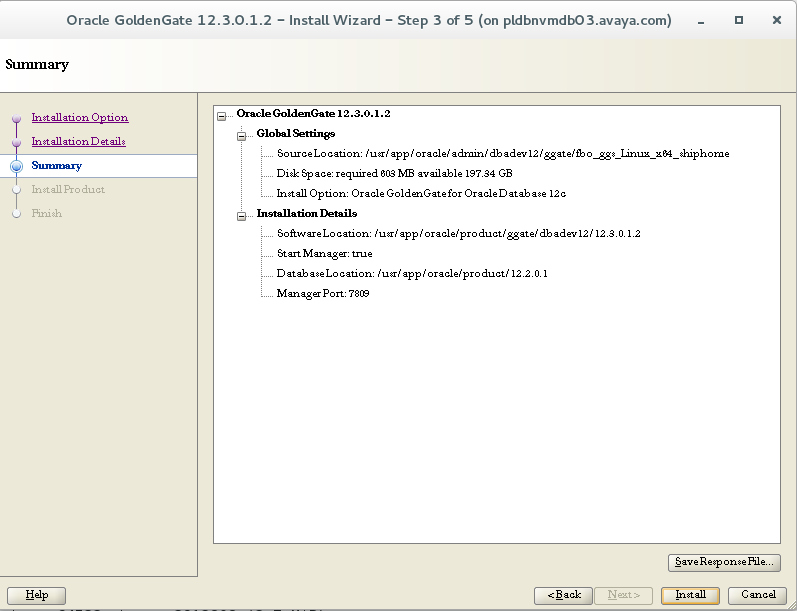 Oracle GoldenGate 12.3.0.1.2 - Install Wizard - Step 3 of 5 (on pldbnvmdb03.avaya.com)
Summary
Installation Option
Installation Details
Summary
Install Product
Finish
Oracle GoldenGate 12.3.0.1.2
Global Settings
Source Location: /usr/app/oracle/admin/dbadev12/ggate/fbo_ggs_Linux_x64_shiphome
Disk Space: required 603 MB available 197.34 GB
Install Option: Oracle GoldenGate for Oracle Database 12c
Installation Details
Software Location: /usr/app/oracle/product/ggate/dbadev12/12.3.0.1.2
Start Manager: true
Database Location: /usr/app/oracle/product/12.2.0.1
Manager Port: 7809
Save Response File...
Help
< Back
Next >
Install
Cancel